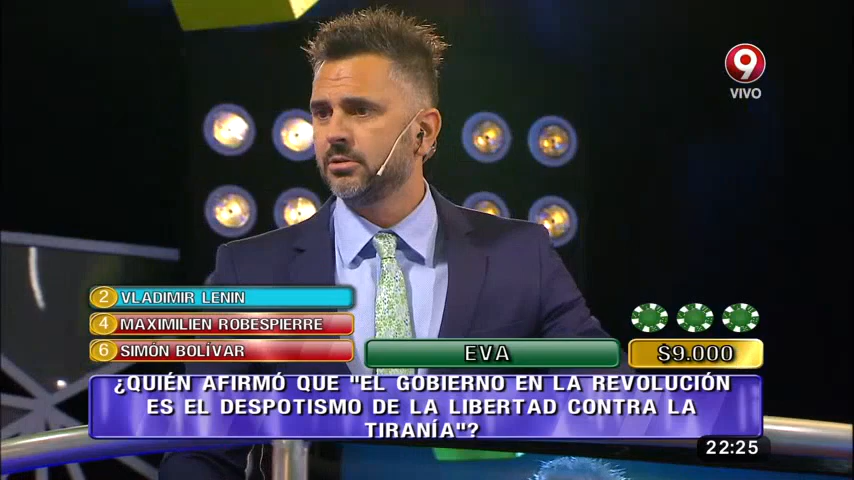 9
VIVO
2 VLADIMIR LENIN
4 MAXIMILIEN ROBESPIERRE
6 SIMÓN BOLÍVAR
EVA
$9.000
¿QUIÉN AFIRMÓ QUE "EL GOBIERNO EN LA REVOLUCIÓN
ES EL DESPOTISMO DE LA LIBERTAD CONTRA LA
TIRANÍA"?
22:25